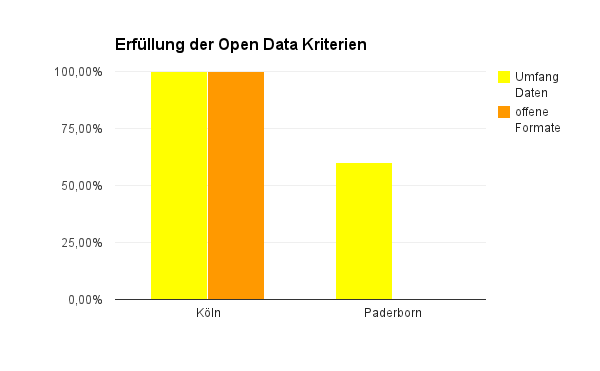 Erfüllung der Open Data Kriterien
100,00%
75,00%
50,00%
25,00%
0,00%
Köln
Paderborn
Umfang
Daten
offene
Formate